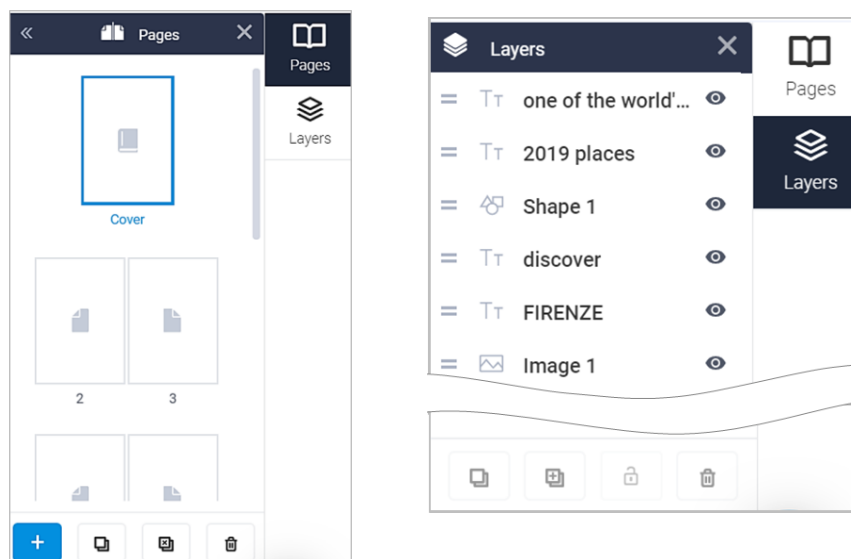 Pages
Pages
Layers
Cover
2 3
Layers
one of the world'...
2019 places
Shape 1
discover
FIRENZE
Image 1
Pages
Layers